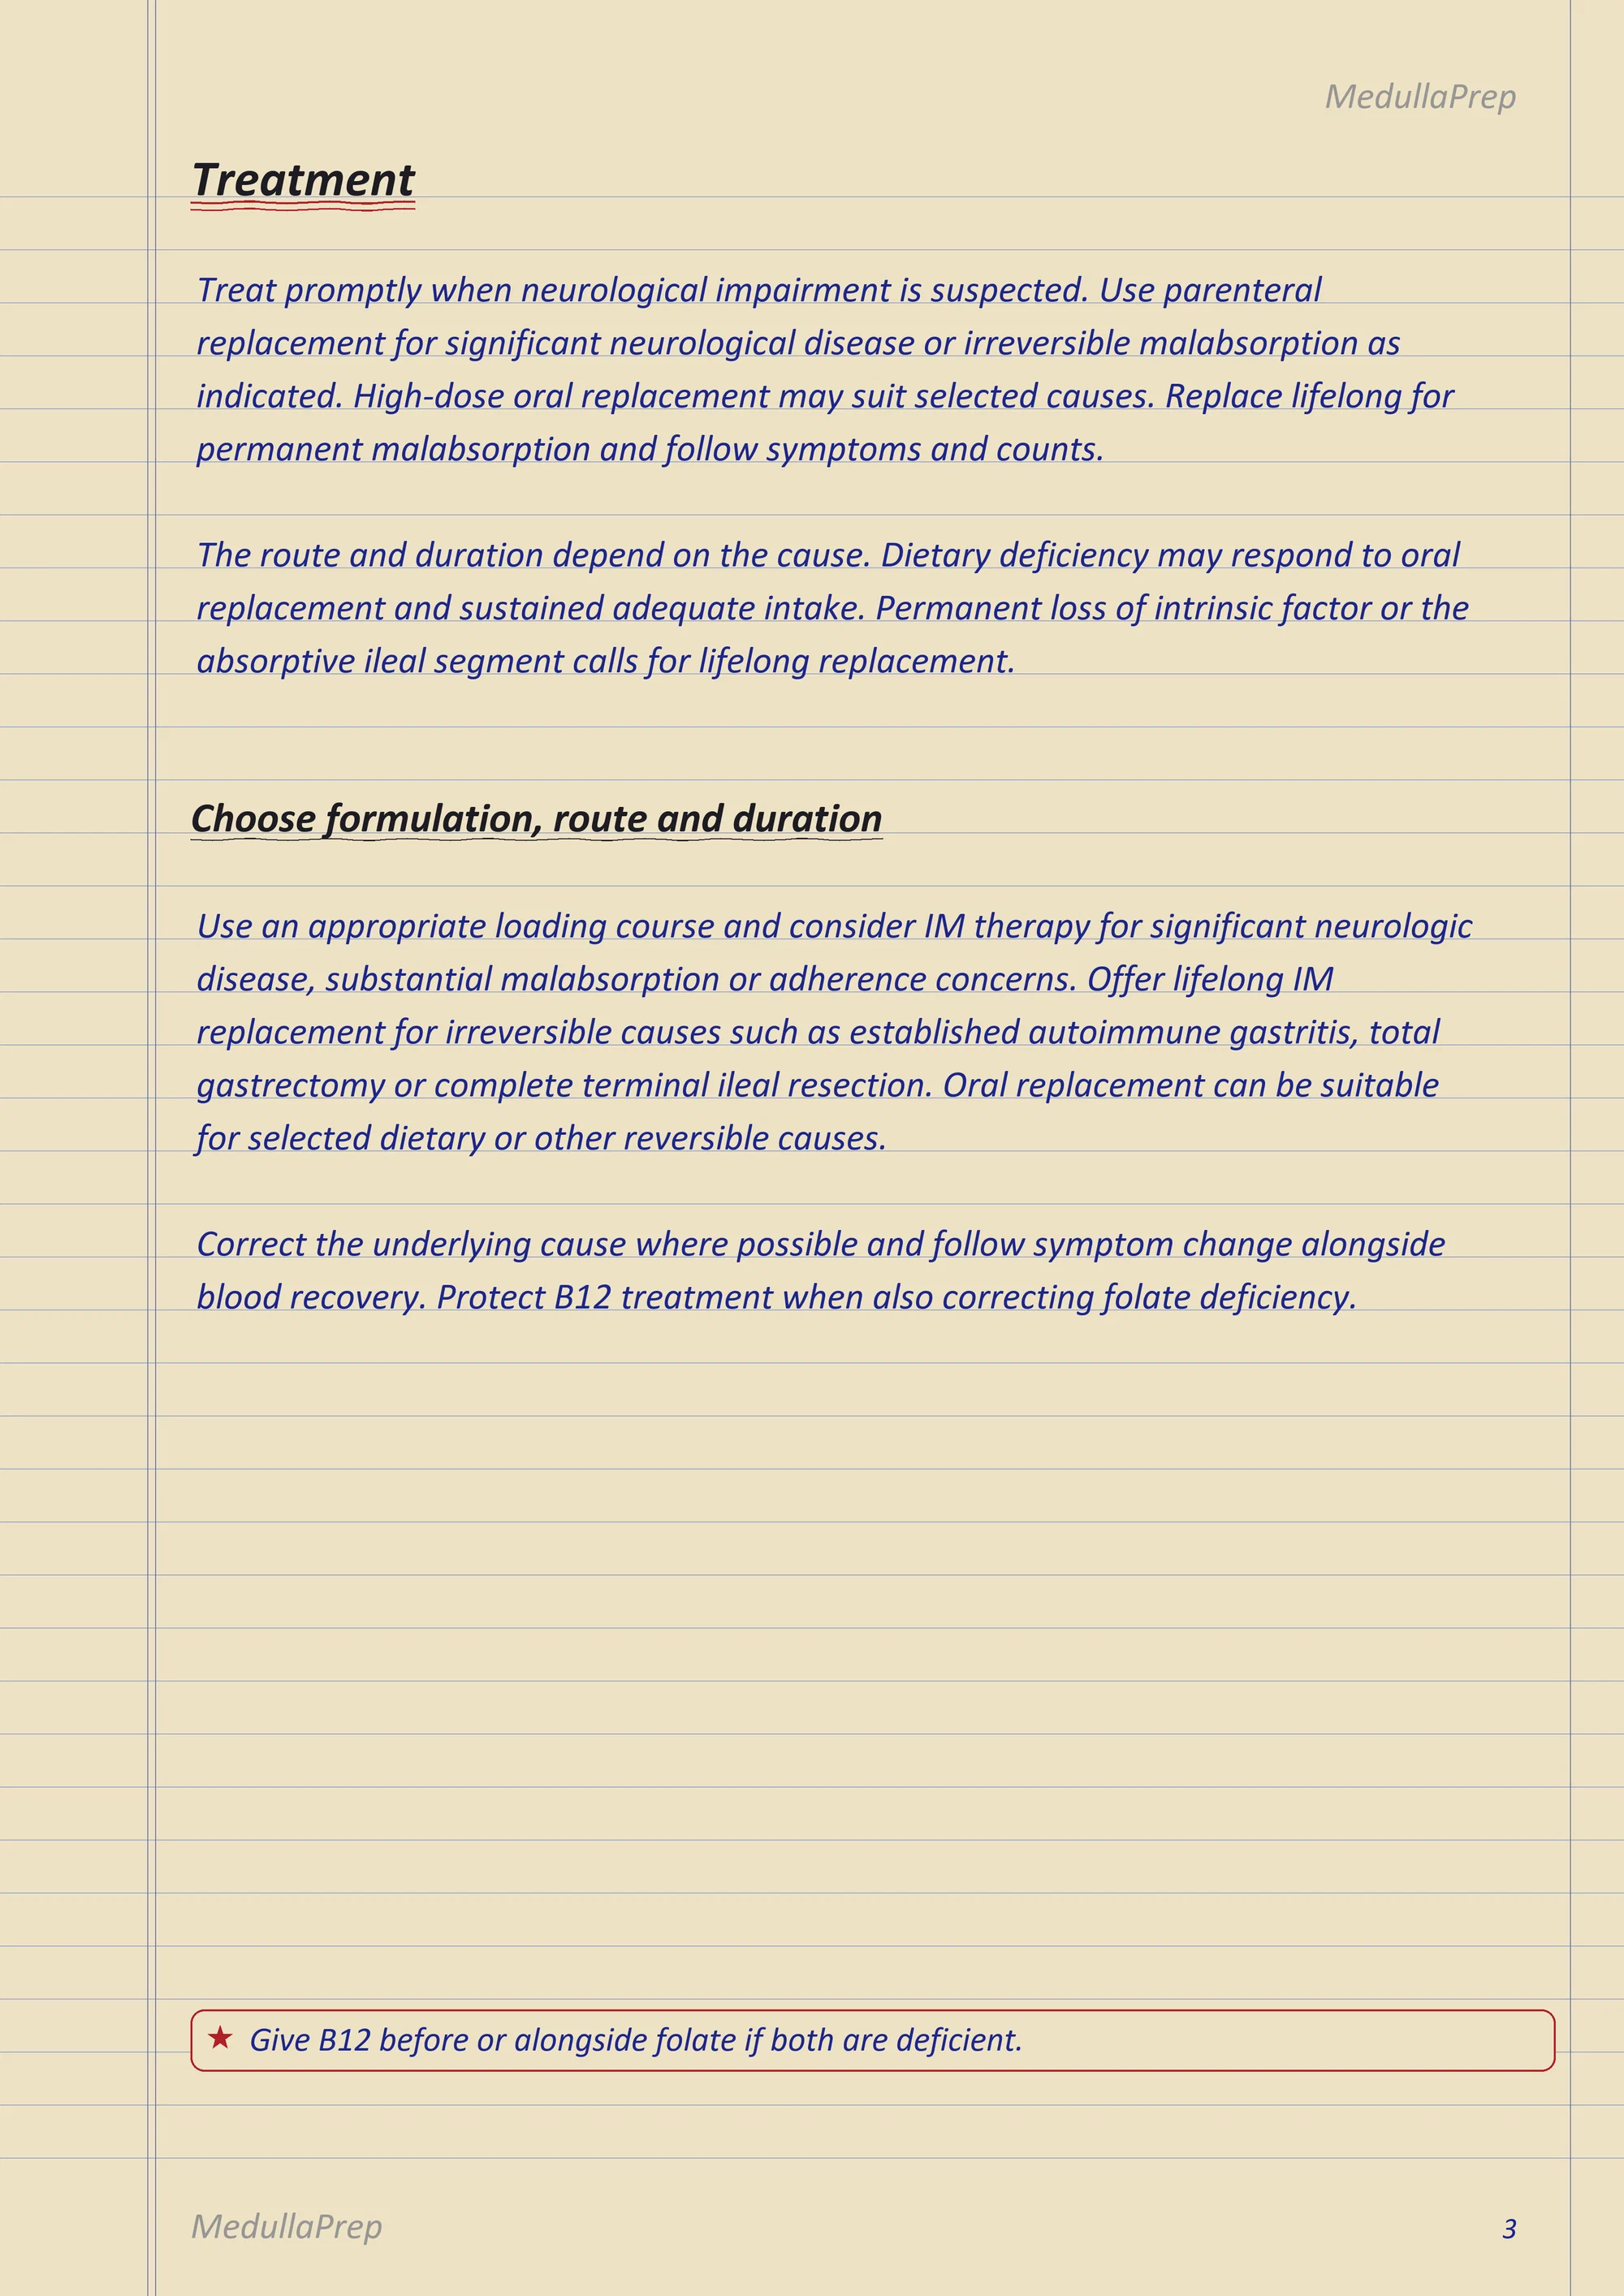 MedullaPrep
Treatment
Treat promptly when neurological impairment is suspected. Use parenteral
replacement for significant neurological disease or irreversible malabsorption as
indicated. High-dose oral replacement may suit selected causes. Replace lifelong for
permanent malabsorption and follow symptoms and counts.
The route and duration depend on the cause. Dietary deficiency may respond to oral
replacement and sustained adequate intake. Permanent loss of intrinsic factor or the
absorptive ileal segment calls for lifelong replacement.
Choose formulation, route and duration
Use an appropriate loading course and consider IM therapy for significant neurologic
disease, substantial malabsorption or adherence concerns. Offer lifelong IM
replacement for irreversible causes such as established autoimmune gastritis, total
gastrectomy or complete terminal ileal resection. Oral replacement can be suitable
for selected dietary or other reversible causes.
Correct the underlying cause where possible and follow symptom change alongside
blood recovery. Protect B12 treatment when also correcting folate deficiency.
★ Give B12 before or alongside folate if both are deficient.
MedullaPrep
3